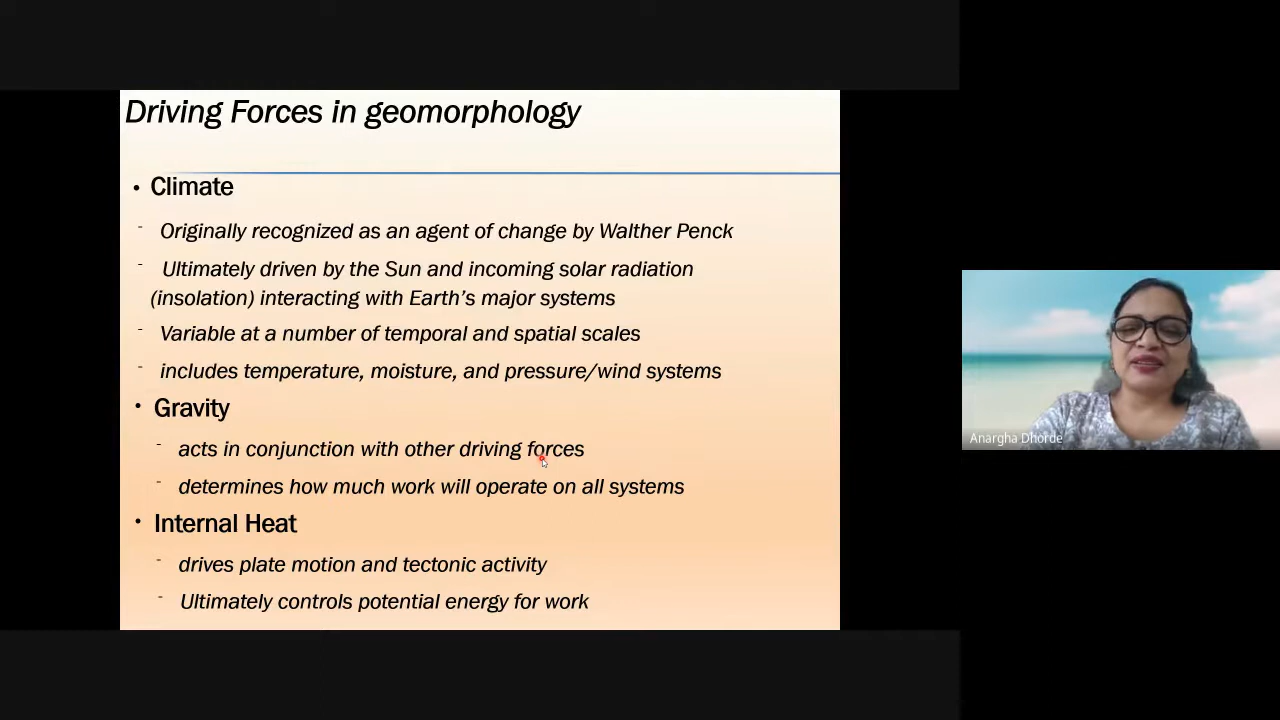 Driving Forces in geomorphology
• Climate
- Originally recognized as an agent of change by Walther Penck
- Ultimately driven by the Sun and incoming solar radiation
(insolation) interacting with Earth’s major systems
- Variable at a number of temporal and spatial scales
- includes temperature, moisture, and pressure/wind systems
• Gravity
- acts in conjunction with other driving forces
- determines how much work will operate on all systems
• Internal Heat
- drives plate motion and tectonic activity
- Ultimately controls potential energy for work
Anargha Dhorde